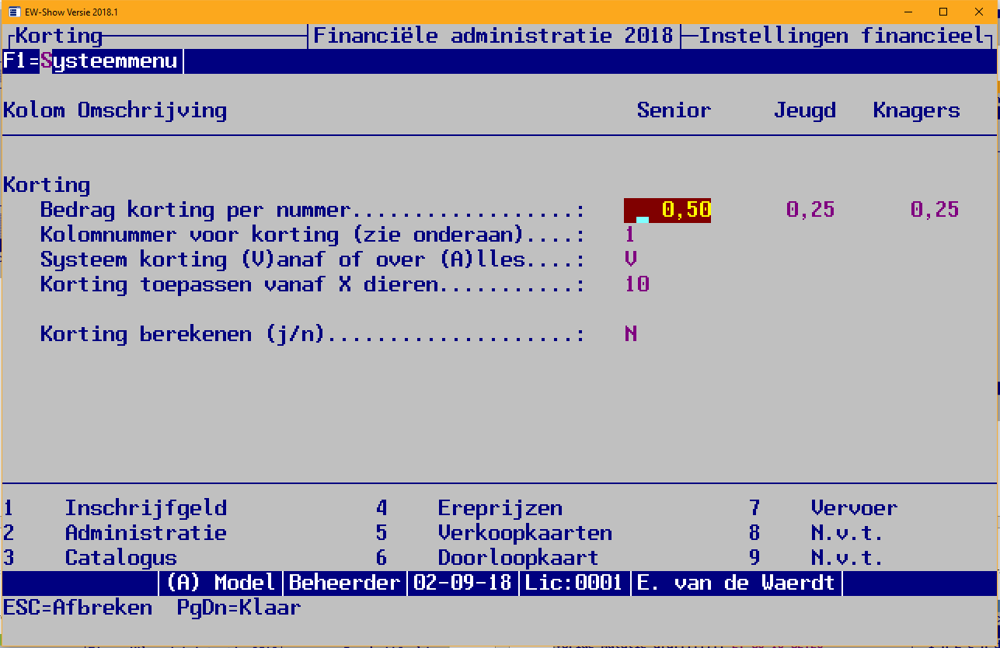 EW-Show Versie 2018.1
Korting Financiële administratie 2018 Instellingen financieel
F1=Systeemmenu
Kolom Omschrijving Senior Jeugd Knagers
Korting
Bedrag korting per nummer..................: 0,50 0,25 0,25
Kolomnummer voor korting (zie onderaan)....: 1
Systeem korting (V)anaf of over (A)lles....: V
Korting toepassen vanaf X dieren...........: 10
Korting berekenen (j/n)....................: N
1 Inschrijfgeld 4 Ereprijzen 7 Vervoer
2 Administratie 5 Verkoopkaarten 8 N.v.t.
3 Catalogus 6 Doorloopkaart 9 N.v.t.
(A) Model Beheerder 02-09-18 Lic:0001 E. van de Waerdt
ESC=Afbreken PgDn=Klaar